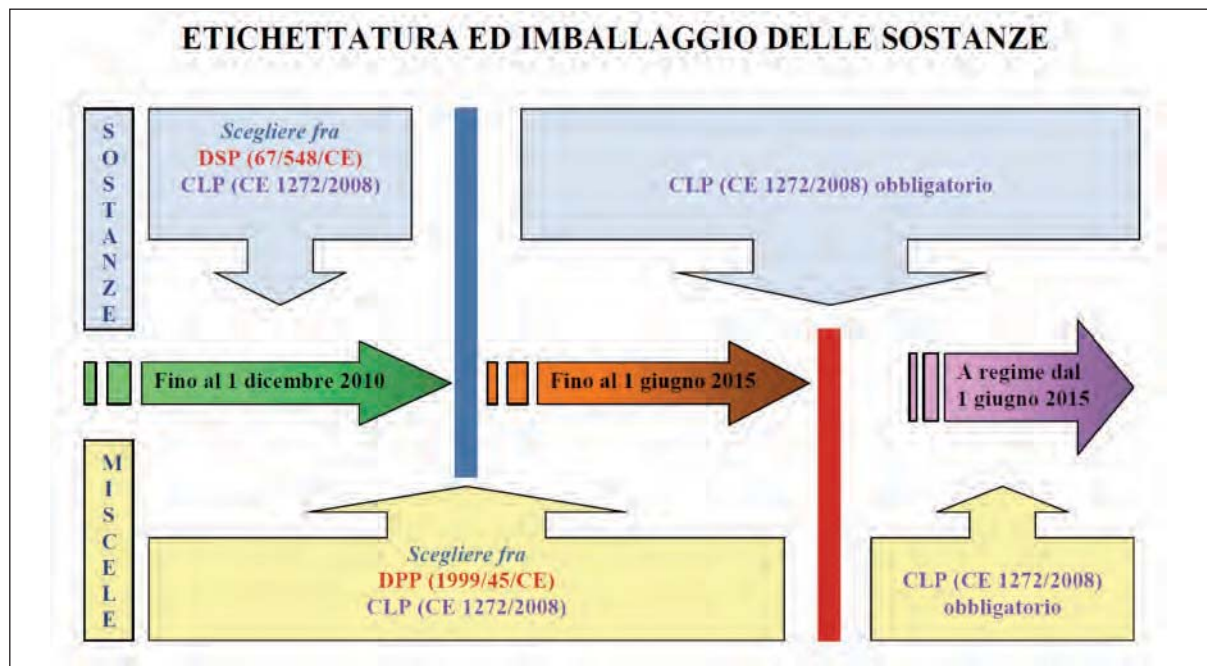 ETICHETTATURA ED IMBALLAGGIO DELLE SOSTANZE
SOSTANZE
Scegliere fra
DSP (67/548/CE)
CLP (CE 1272/2008)
CLP (CE 1272/2008) obbligatorio
Fino al 1 dicembre 2010
Fino al 1 giugno 2015
A regime dal
1 giugno 2015
MISCELE
Scegliere fra
DPP (1999/45/CE)
CLP (CE 1272/2008)
CLP (CE 1272/2008)
obbligatorio